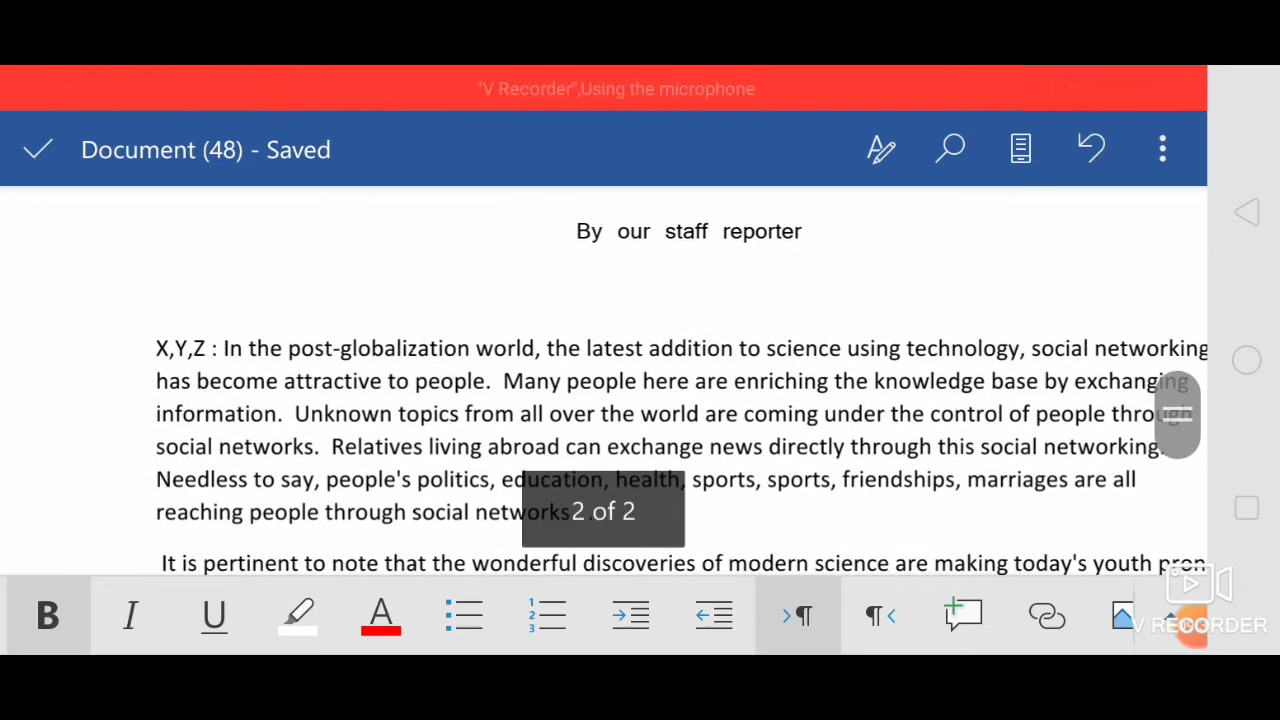 "V Recorder",Using the microphone
Document (48) - Saved
By our staff reporter
X,Y,Z : In the post-globalization world, the latest addition to science using technology, social networking
has become attractive to people. Many people here are enriching the knowledge base by exchanging
information. Unknown topics from all over the world are coming under the control of people through
social networks. Relatives living abroad can exchange news directly through this social networking.
Needless to say, people's politics, education, health, sports, sports, friendships, marriages are all
reaching people through social networks .
2 of 2
It is pertinent to note that the wonderful discoveries of modern science are making today's youth pron
B I U A
V RECORDER